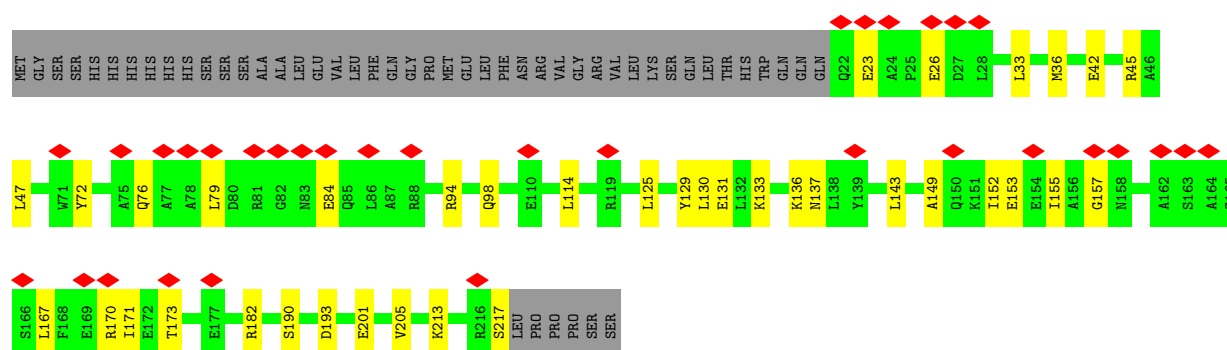 MET GLY SER SER HIS HIS HIS HIS HIS HIS SER SER SER ALA ALA LEU GLU VAL LEU PHE GLN GLY PRO MET GLU LEU PHE ASN ARG VAL GLY ARG VAL LEU LYS SER GLN LEU THR HIS TRP GLN GLN GLN Q22 E23 A24 P25 E26 D27 L28 L33 M36 E42 R45 A46
L47 W71 Y72 A75 Q76 A77 A78 L79 D80 R81 G82 N83 E84 Q85 L86 A87 R88 R94 Q98 E110 L114 R119 L125 Y129 L130 E131 L132 K133 K136 N137 L138 Y139 L143 A149 Q150 K151 I152 E153 E154 I155 A156 G157 N158 A162 S163 A164
S166 L167 F168 E169 R170 I171 E172 T173 E177 R182 S190 D193 E201 V205 K213 R216 S217 LEU PRO PRO PRO SER SER